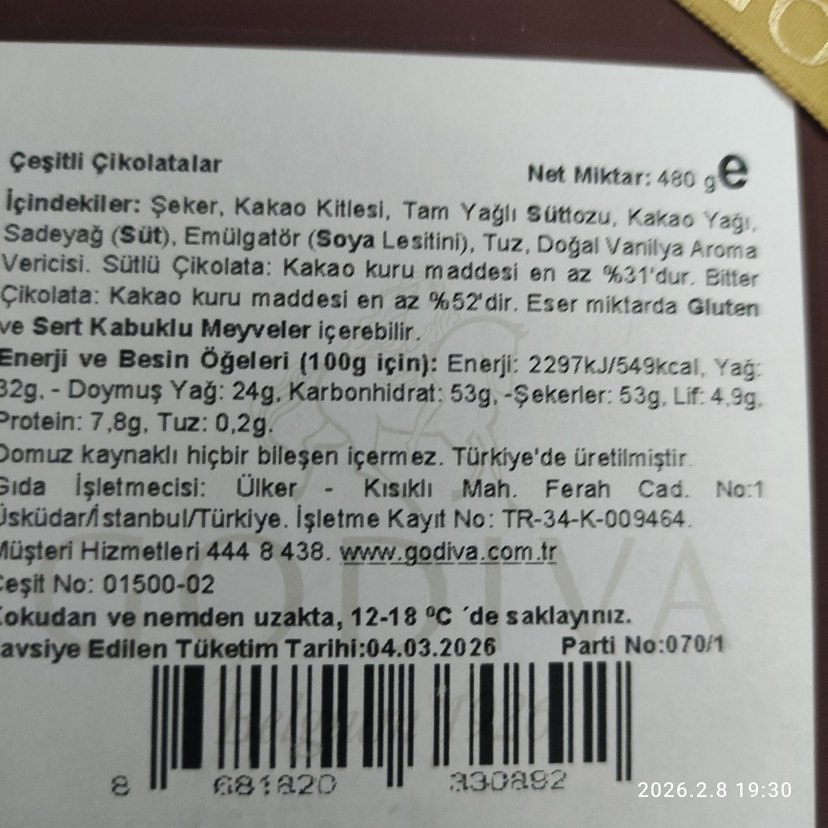 Çeşitli Çikolatalar
Net Miktar: 480 g e
İçindekiler: Şeker, Kakao Kitlesi, Tam Yağlı Süttozu, Kakao Yağı,
Sadeyağ (Süt), Emülgatör (Soya Lesitini), Tuz, Doğal Vanilya Aroma
Vericisi. Sütlü Çikolata: Kakao kuru maddesi en az %31'dur. Bitter
Çikolata: Kakao kuru maddesi en az %52'dir. Eser miktarda Gluten
ve Sert Kabuklu Meyveler içerebilir.
Enerji ve Besin Öğeleri (100g için): Enerji: 2297kJ/549kcal, Yağ:
32g, - Doymuş Yağ: 24g, Karbonhidrat: 53g, -Şekerler: 53g, Lif: 4,9g,
Protein: 7,8g, Tuz: 0,2g.
Domuz kaynaklı hiçbir bileşen içermez. Türkiye'de üretilmiştir.
Gıda İşletmecisi: Ülker - Kısıklı Mah. Ferah Cad. No:1
Üsküdar/İstanbul/Türkiye. İşletme Kayıt No: TR-34-K-009464.
Müşteri Hizmetleri 444 8 438. www.godiva.com.tr
Çeşit No: 01500-02
Kokudan ve nemden uzakta, 12-18 ºC ´de saklayınız.
avsiye Edilen Tüketim Tarihi:04.03.2026 Parti No:070/1
GODIVA
Belgium 1926
8 681820 330892
2026.2.8 19:30